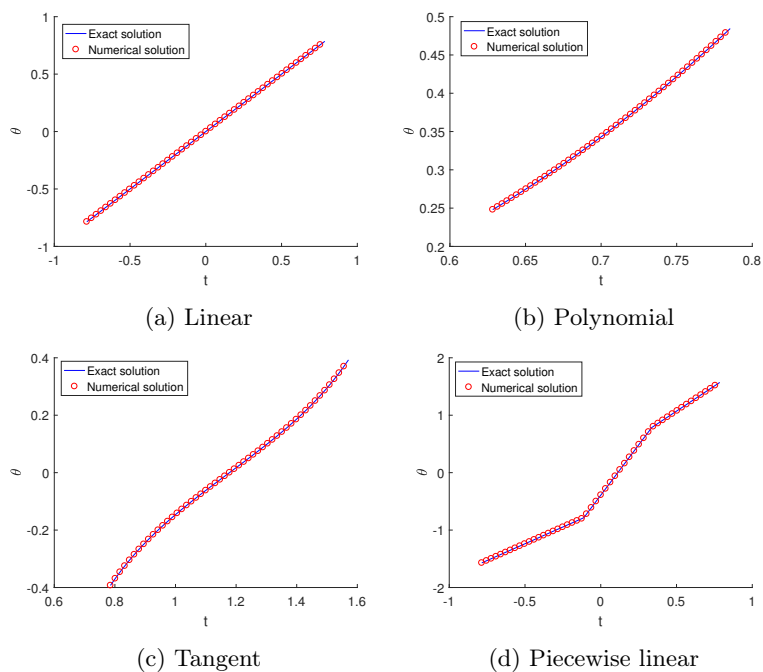 1
0.5
0
-0.5
-1
θ
Exact solution
Numerical solution
-1
-0.5
0
0.5
1
t
(a) Linear
0.5
0.45
0.4
0.35
0.3
0.25
0.2
θ
Exact solution
Numerical solution
0.6
0.65
0.7
0.75
0.8
t
(b) Polynomial
0.4
0.2
0
-0.2
-0.4
θ
Exact solution
Numerical solution
0.6
0.8
1
1.2
1.4
1.6
t
(c) Tangent
2
1
0
-1
-2
θ
Exact solution
Numerical solution
-1
-0.5
0
0.5
1
t
(d) Piecewise linear